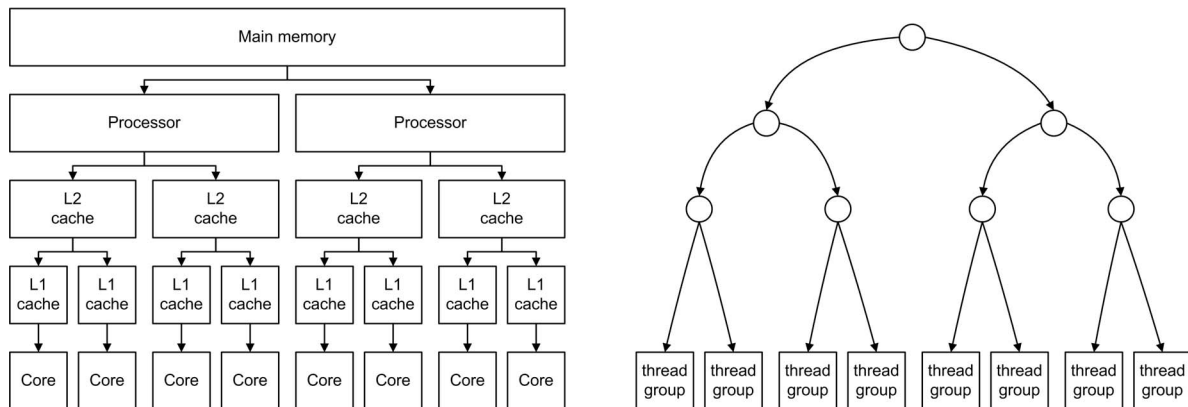 Main memory
Processor
Processor
L2
cache
L2
cache
L2
cache
L2
cache
L1
cache
L1
cache
L1
cache
L1
cache
L1
cache
L1
cache
L1
cache
L1
cache
Core
Core
Core
Core
Core
Core
Core
Core
thread
group
thread
group
thread
group
thread
group
thread
group
thread
group
thread
group
thread
group